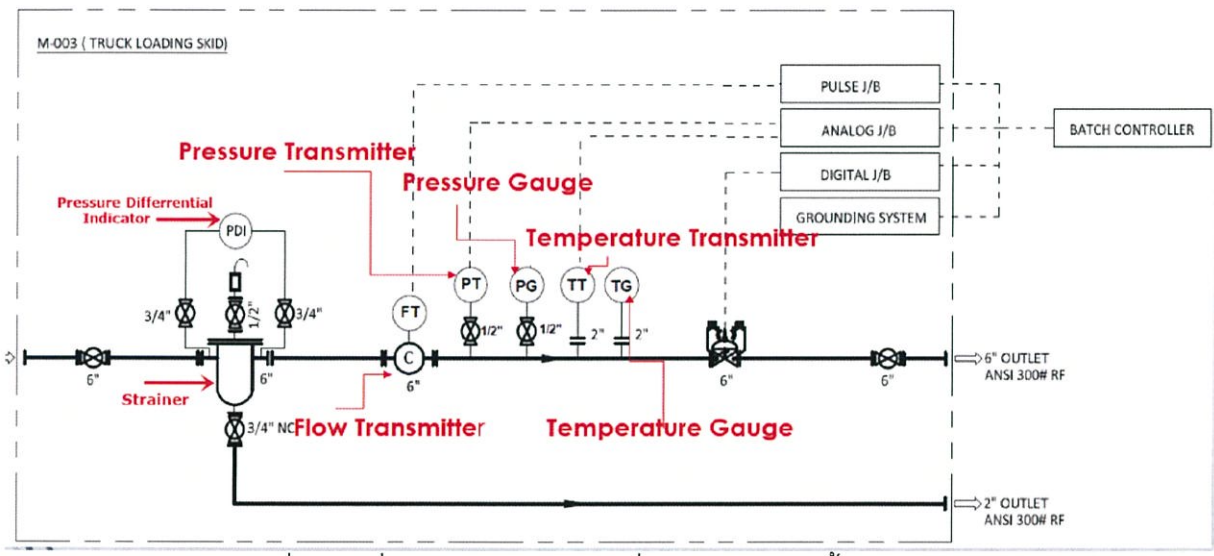 M-003 ( TRUCK LOADING SKID)
PULSE J/B
ANALOG J/B
BATCH CONTROLLER
Pressure Transmitter
Pressure Gauge
DIGITAL J/B
Pressure Differential
Indicator
GROUNDING SYSTEM
PDI
Temperature Transmitter
PT
PG
TT
TG
3/4"
1/2"
3/4"
FT
1/2"
1/2"
2"
2"
C
6"
6"
6"
6"
6"
6" OUTLET
ANSI 300# RF
Strainer
3/4" NC
Flow Transmitter
Temperature Gauge
2" OUTLET
ANSI 300# RF